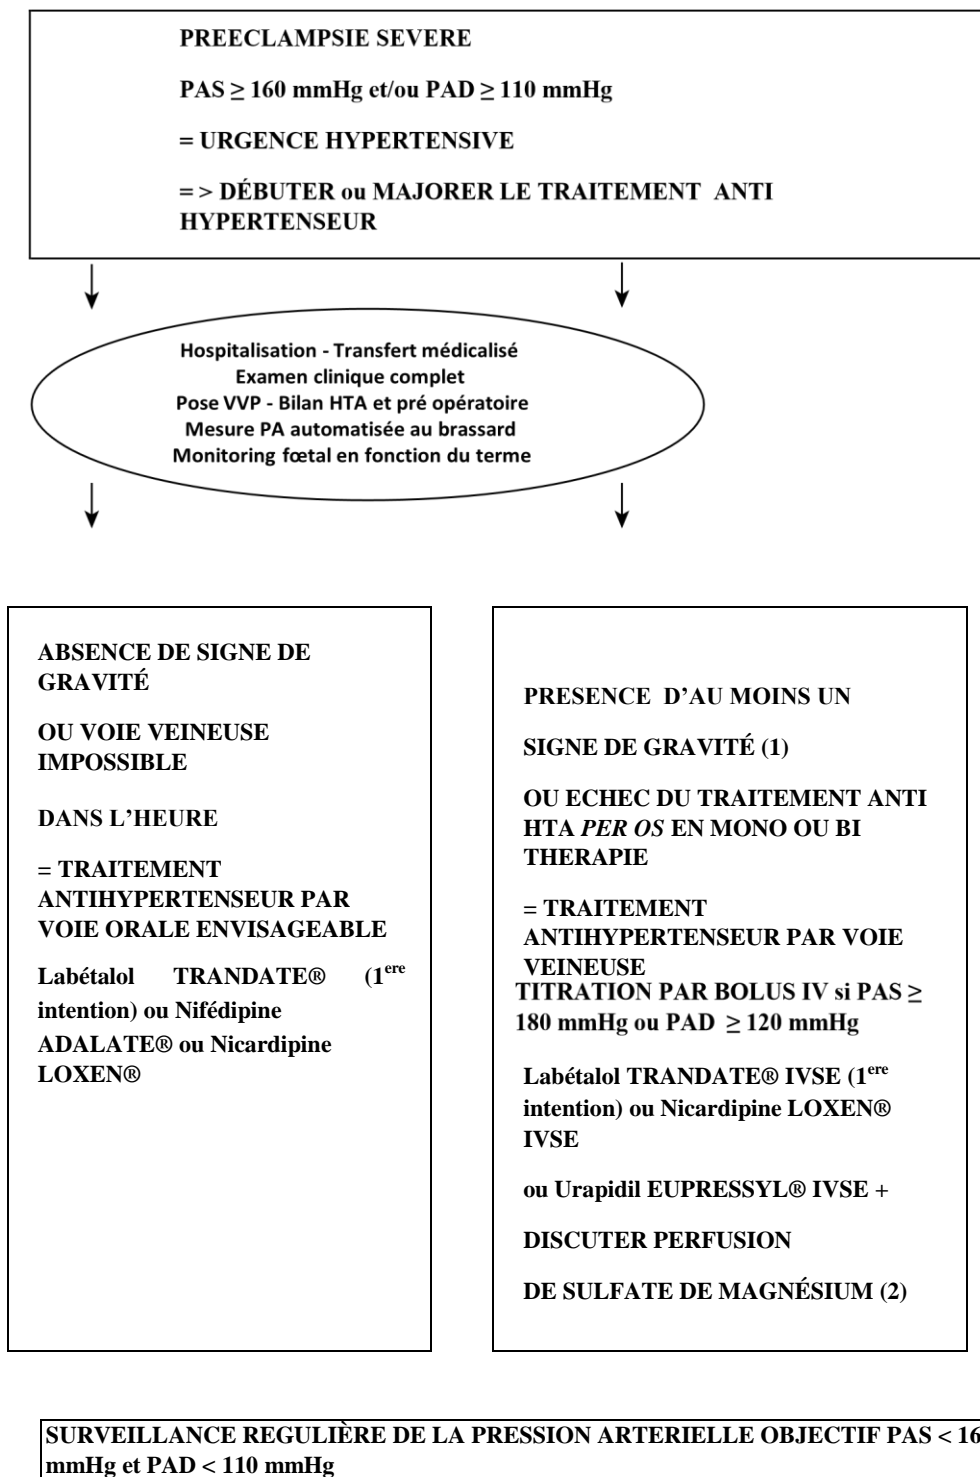 PREECLAMPSIE SEVERE
PAS ≥ 160 mmHg et/ou PAD ≥ 110 mmHg
= URGENCE HYPERTENSIVE
= > DÉBUTER ou MAJORER LE TRAITEMENT ANTI
HYPERTENSEUR
Hospitalisation - Transfert médicalisé
Examen clinique complet
Pose VVP - Bilan HTA et pré opératoire
Mesure PA automatisée au brassard
Monitoring fœtal en fonction du terme
ABSENCE DE SIGNE DE
GRAVITÉ
OU VOIE VEINEUSE
IMPOSSIBLE
DANS L’HEURE
= TRAITEMENT
ANTIHYPERTENSEUR PAR
VOIE ORALE ENVISAGEABLE
Labétalol TRANDATE® (1ere
intention) ou Nifédipine
ADALATE® ou Nicardipine
LOXEN®
PRESENCE D’AU MOINS UN
SIGNE DE GRAVITÉ (1)
OU ECHEC DU TRAITEMENT ANTI
HTA PER OS EN MONO OU BI
THERAPIE
= TRAITEMENT
ANTIHYPERTENSEUR PAR VOIE
VEINEUSE
TITRATION PAR BOLUS IV si PAS ≥
180 mmHg ou PAD ≥ 120 mmHg
Labétalol TRANDATE® IVSE (1ere
intention) ou Nicardipine LOXEN®
IVSE
ou Urapidil EUPRESSYL® IVSE +
DISCUTER PERFUSION
DE SULFATE DE MAGNÉSIUM (2)
SURVEILLANCE REGULIÈRE DE LA PRESSION ARTERIELLE OBJECTIF PAS < 16
mmHg et PAD < 110 mmHg